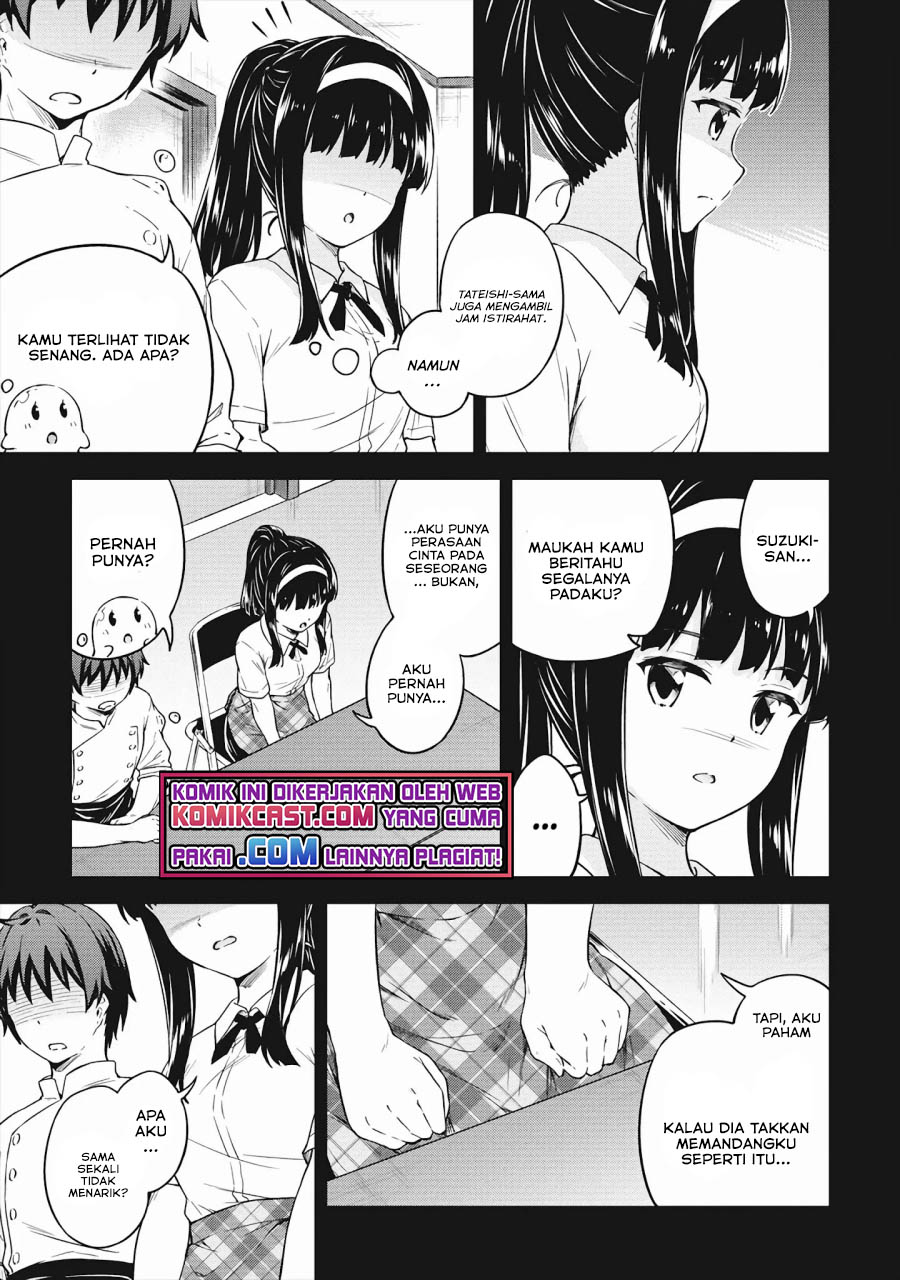 TATEISHI-SAMA
JUGA MENGAMBIL
JAM ISTIRAHAT.
NAMUN
...
KAMU TERLIHAT TIDAK
SENANG. ADA APA?
SUZUKI-
SAN...
MAUKAH KAMU
BERITAHU
SEGALANYA
PADAKU?
...
...AKU PUNYA
PERASAAN
CINTA PADA
SESEORANG
... BUKAN,
AKU
PERNAH
PUNYA...
PERNAH
PUNYA?
KOMIK INI DIKERJAKAN OLEH WEB
KOMIKCAST.COM YANG CUMA
PAKAI .COM LAINNYA PLAGIAT!
TAPI, AKU
PAHAM
KALAU DIA TAKKAN
MEMANDANGKU
SEPERTI ITU...
APA
AKU
...
SAMA
SEKALI
TIDAK
MENARIK?